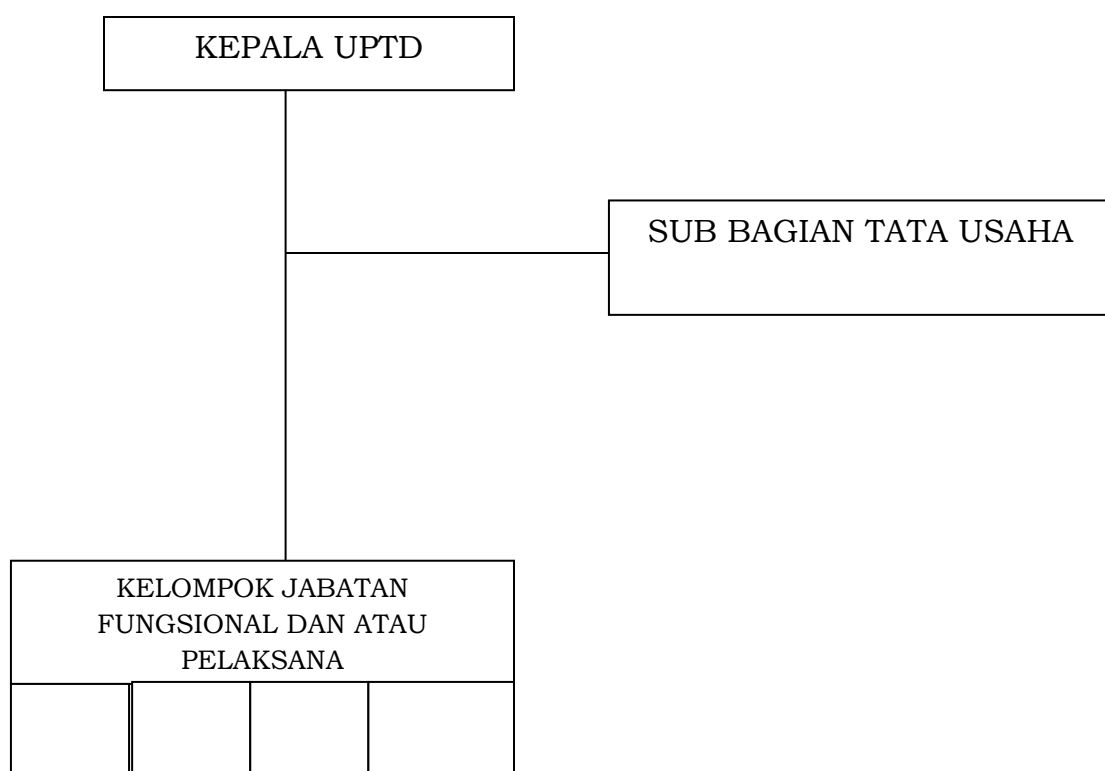 KEPALA UPTD
SUB BAGIAN TATA USAHA
KELOMPOK JABATAN
FUNGSIONAL DAN ATAU
PELAKSANA